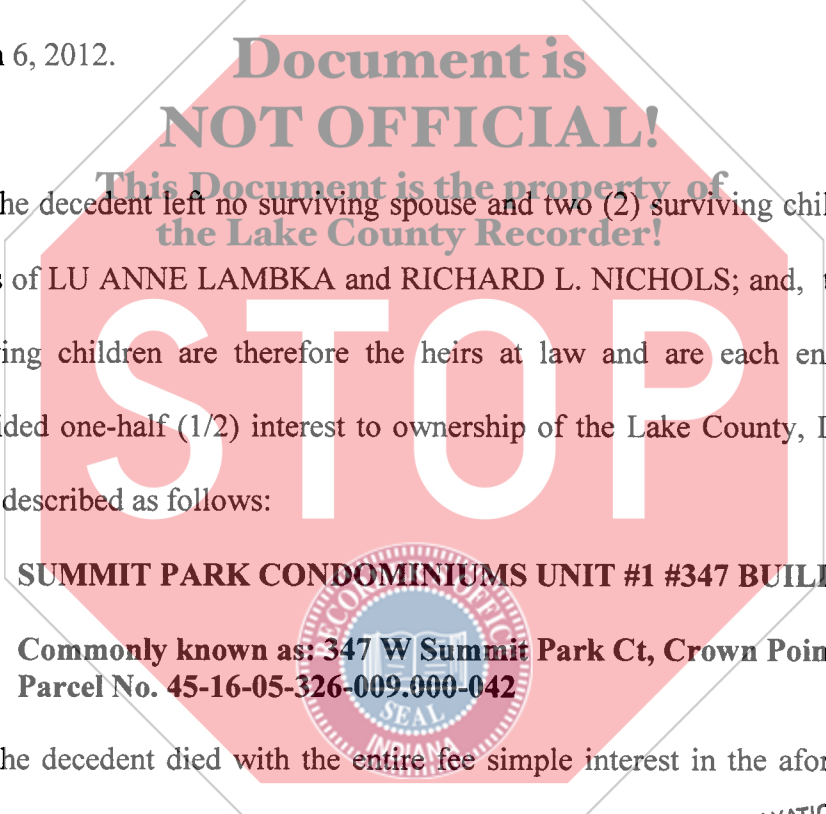 6, 2012.
Document is
NOT OFFICIAL!
This Document is the property of
the Lake County Recorder!
he decedent left no surviving spouse and two (2) surviving chil
s of LU ANNE LAMBKA and RICHARD L. NICHOLS; and,
ing children are therefore the heirs at law and are each en
ided one-half (1/2) interest to ownership of the Lake County, I
described as follows:
STOP
SUMMIT PARK CONDOMINIUMS UNIT #1 #347 BUIL
Commonly known as: 347 W Summit Park Ct, Crown Poin
Parcel No. 45-16-05-326-009.000-042
SEAL
INDIANA
he decedent died with the entire fee simple interest in the afor